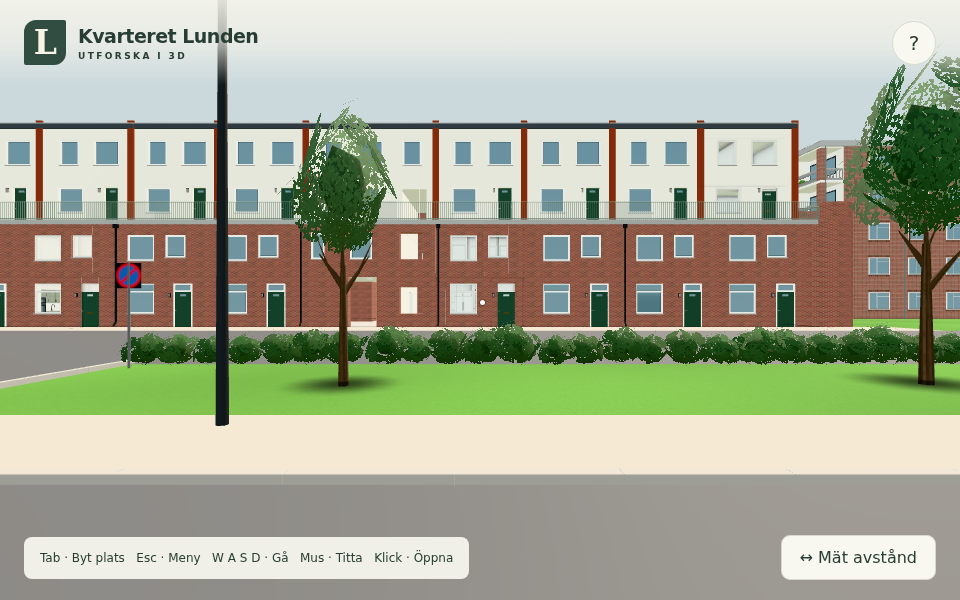 L
Kvarteret Lunden
UTFORSKA I 3D
?
Tab · Byt plats Esc · Meny W A S D · Gå Mus · Titta Klick · Öppna
↔ Mät avstånd